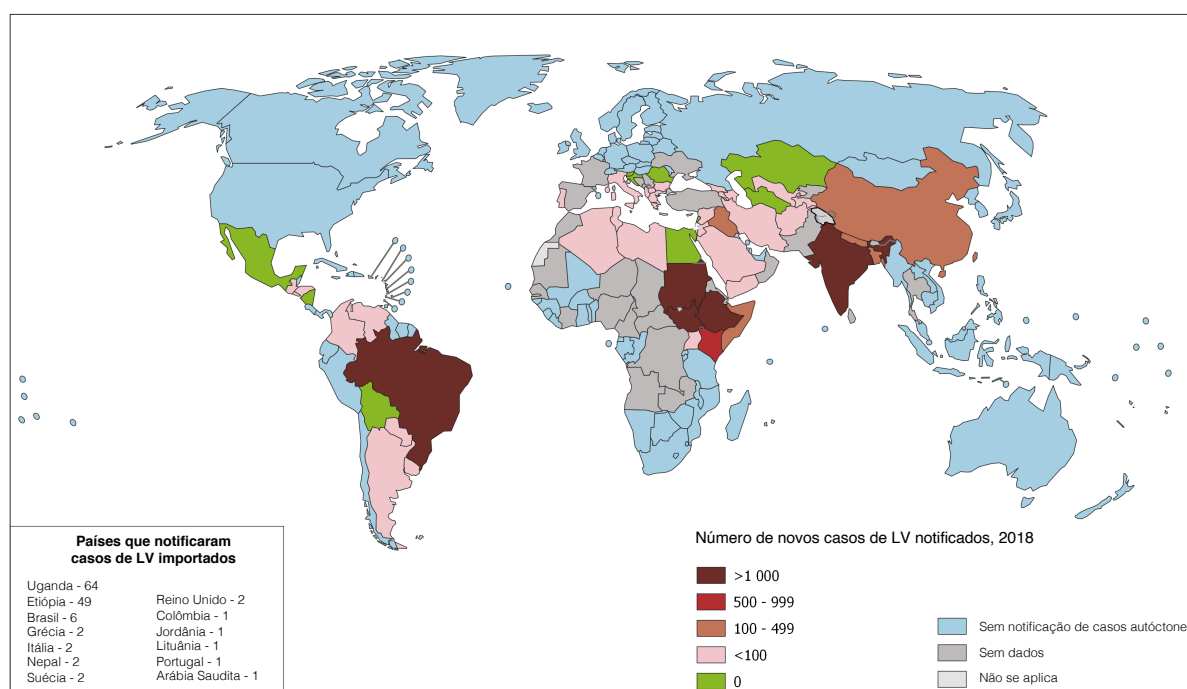 Países que notificaram
casos de LV importados
Uganda - 64
Etiópia - 49
Brasil - 6
Grécia - 2
Itália - 2
Nepal - 2
Suécia - 2
Reino Unido - 2
Colômbia - 1
Jordânia - 1
Lituânia - 1
Portugal - 1
Arábia Saudita - 1
Número de novos casos de LV notificados, 2018
>1 000
500 - 999
100 - 499
<100
0
Sem notificação de casos autóctone
Sem dados
Não se aplica